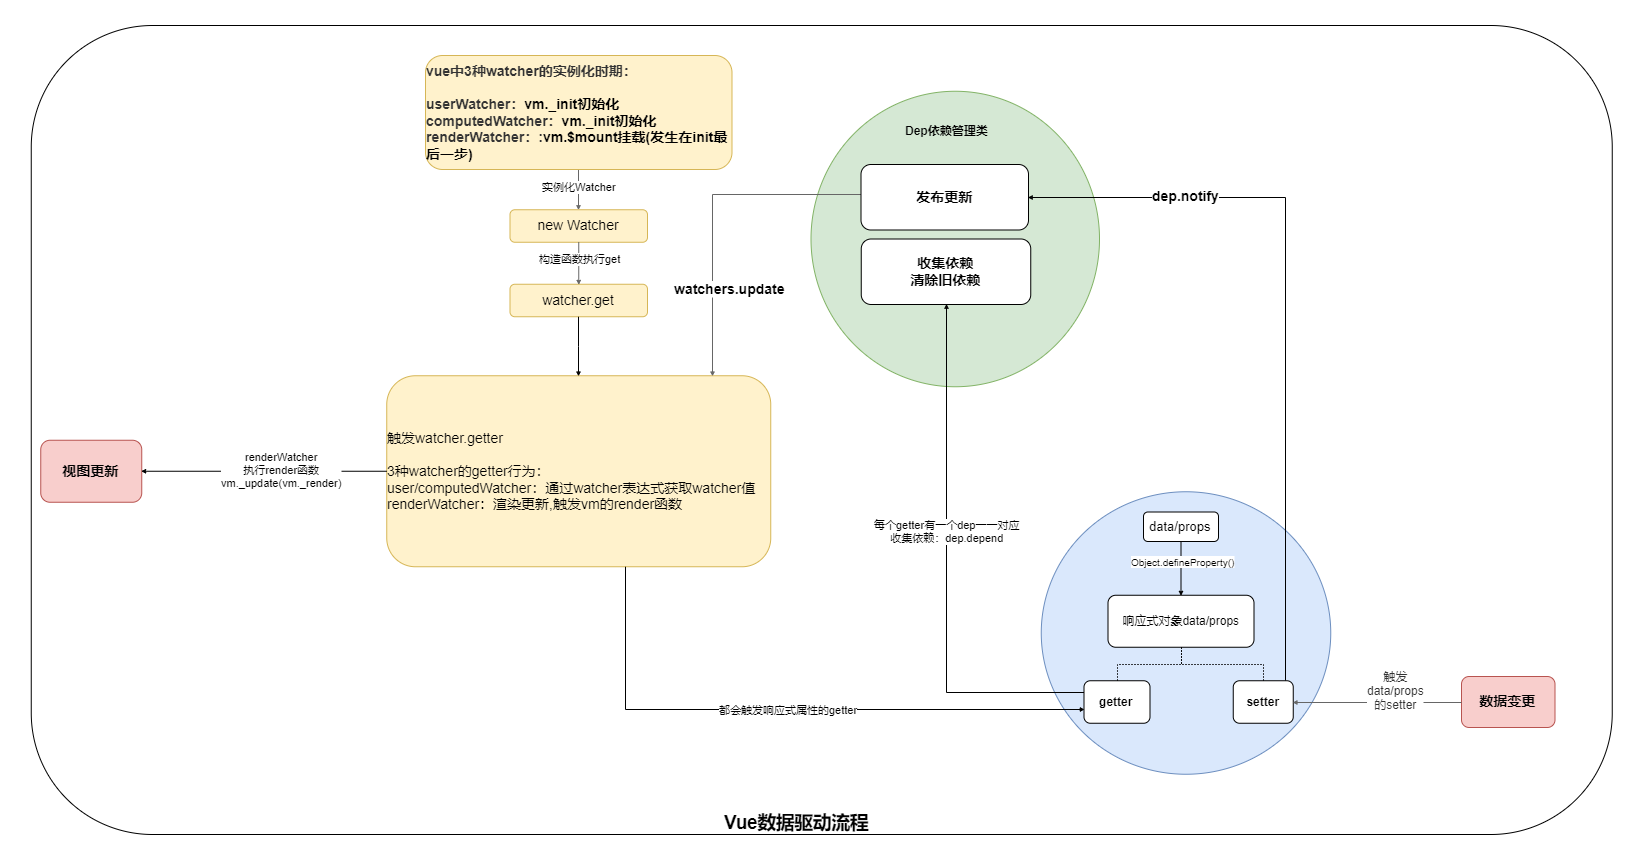 vue中3种watcher的实例化时期：
userWatcher：vm._init初始化
computedWatcher：vm._init初始化
renderWatcher：:vm.$mount挂载(发生在init最
后一步)
实例化Watcher
new Watcher
构造函数执行get
watcher.get
watchers.update
Dep依赖管理类
发布更新
收集依赖
清除旧依赖
dep.notify
触发watcher.getter
3种watcher的getter行为：
user/computedWatcher：通过watcher表达式获取watcher值
renderWatcher：渲染更新,触发vm的render函数
renderWatcher
执行render函数
vm._update(vm._render)
视图更新
每个getter有一个dep一一对应
收集依赖：dep.depend
data/props
Object.defineProperty()
响应式对象data/props
getter
setter
都会触发响应式属性的getter
触发
data/props
的setter
数据变更
Vue数据驱动流程